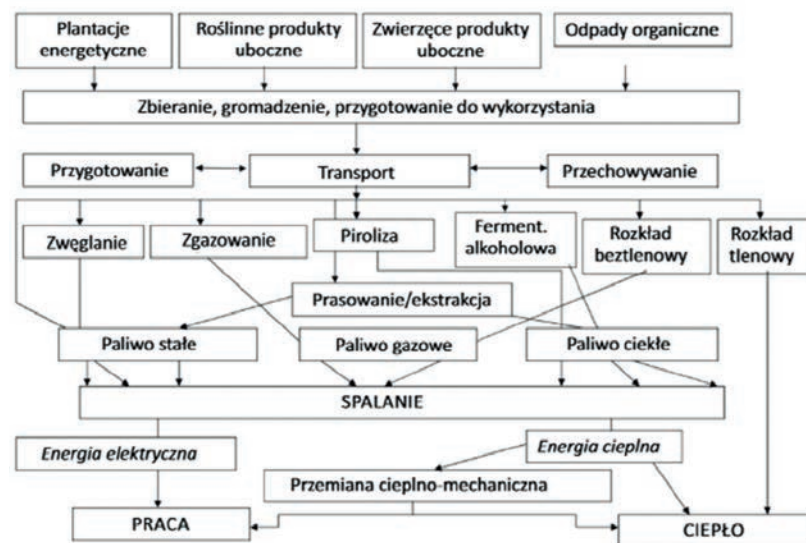 Plantacje
energetyczne
Roślinne produkty
uboczne
Zwierzęce produkty
uboczne
Odpady organiczne
Zbieranie, gromadzenie, przygotowanie do wykorzystania
Przygotowanie
Transport
Przechowywanie
Zwęglanie
Zgazowanie
Piroliza
Ferment.
alkoholowa
Rozkład
beztlenowy
Rozkład
tlenowy
Prasowanie/ekstrakcja
Paliwo stałe
Paliwo gazowe
Paliwo ciekłe
SPALANIE
Energia elektryczna
Energia cieplna
Przemiana cieplno-mechaniczna
PRACA
CIEPŁO